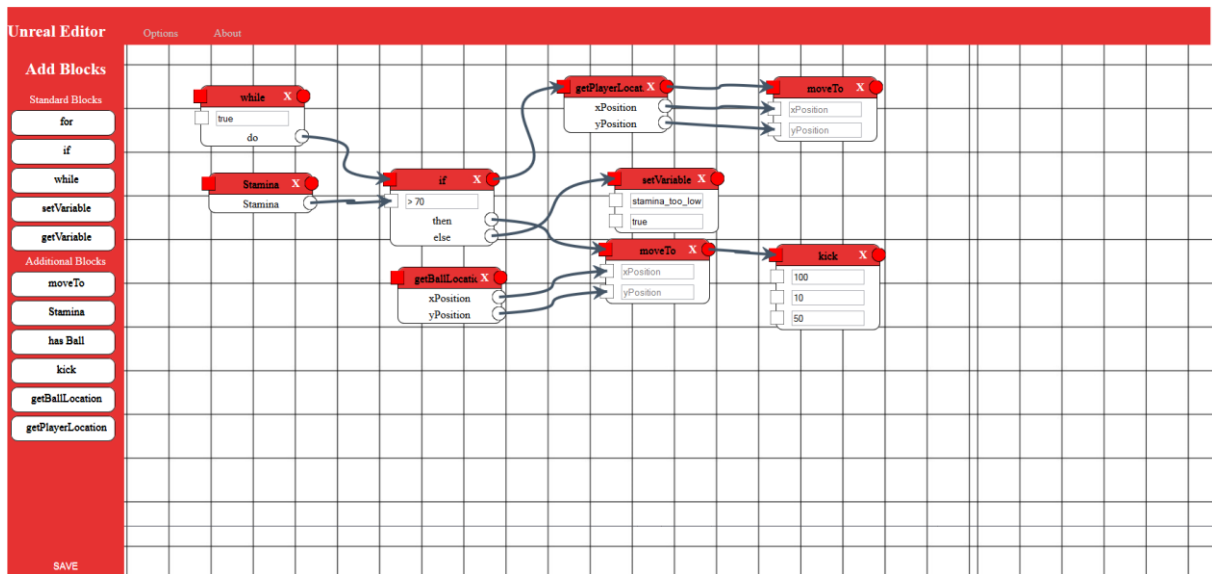 Unreal Editor
Options
About
Add Blocks
Standard Blocks
for
if
while
setVariable
getVariable
Additional Blocks
moveTo
Stamina
has Ball
kick
getBallLocation
getPlayerLocation
SAVE
while X
true
do
Stamina X
Stamina
if X
> 70
then
else
getBallLocatio X
xPosition
yPosition
getPlayerLocat X
xPosition
yPosition
moveTo X
xPosition
yPosition
setVariable X
stamina_too_low
true
moveTo X
xPosition
yPosition
kick X
100
10
50